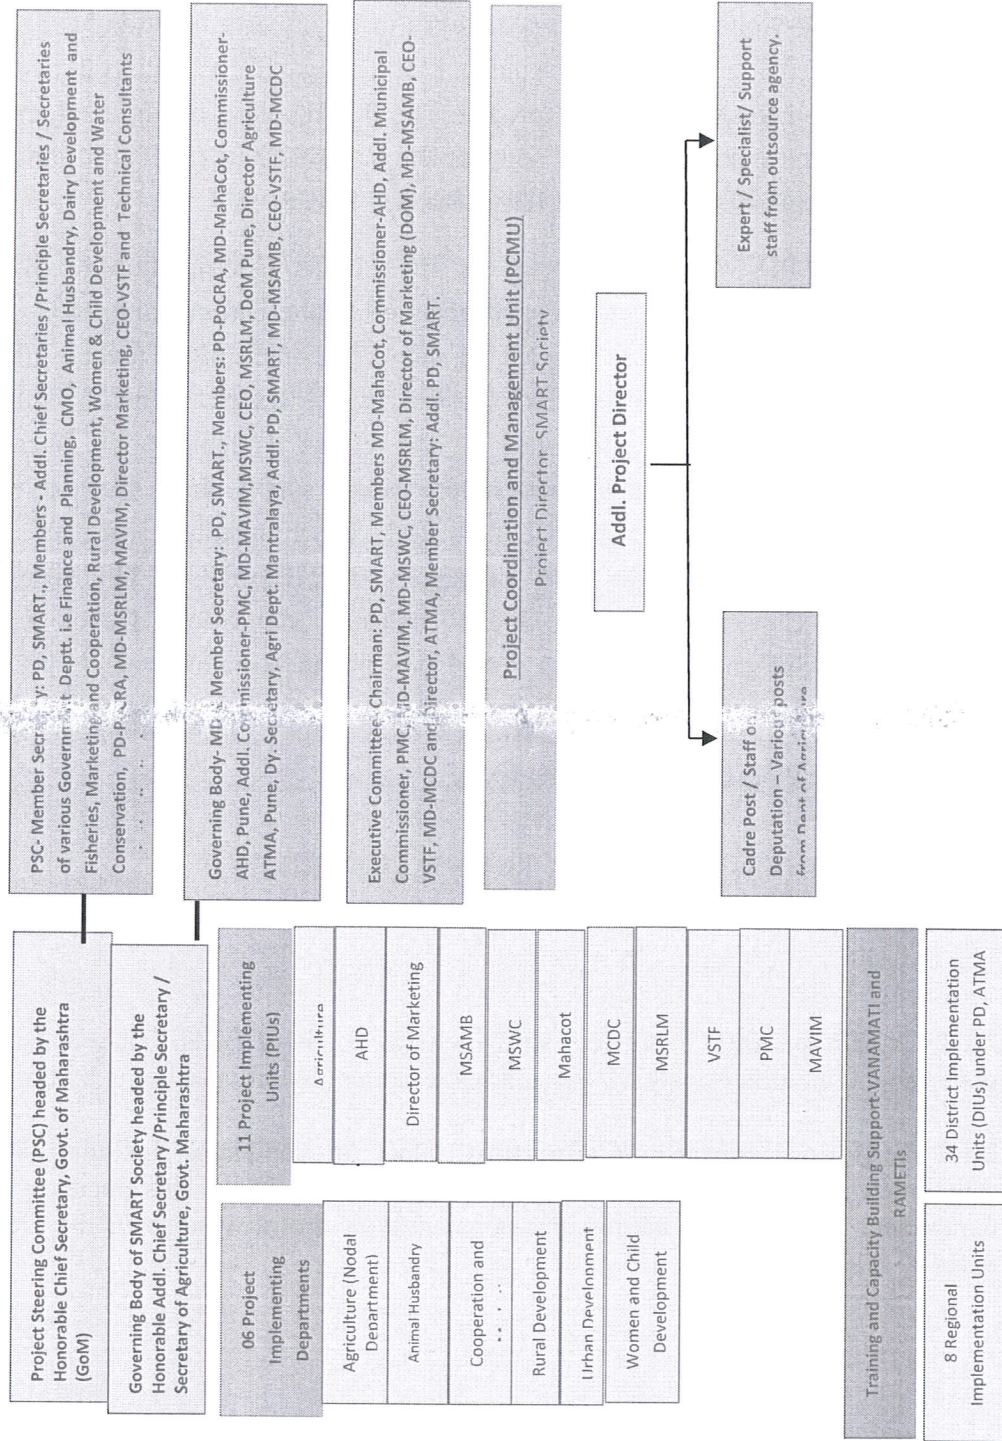 Project Steering Committee (PSC) headed by the
Honorable Chief Secretary, Govt. of Maharashtra
(GoM)
PSC- Member Secr y: PD, SMART., Members - Addl. Chief Secretaries /Principle Secretaries / Secretaries
of various Governm t Deptt. i.e Finance and Planning, CMO, Animal Husbandry, Dairy Development and
Fisheries, Marketing and Cooperation, Rural Development, Women & Child Development and Water
Conservation, PD-P CRA, MD-MSRLM, MAVIM, Director Marketing, CEO-VSTF and Technical Consultants
Governing Body of SMART Society headed by the
Honorable Addl. Chief Secretary /Principle Secretary /
Secretary of Agriculture, Govt. Maharashtra
Governing Body- Member Secretary: PD, SMART., Members: PD-PoCRA, MD-MahaCot, Commissioner-
AHD, Pune, Addl. Co missioner-PMC, MD-MAVIM,MSWC, CEO, MSRLM, DoM Pune, Director Agriculture
ATMA, Pune, Dy. Secretary, Agri Dept. Mantralaya, Addl. PD, SMART, MD-MSAMB, CEO-VSTF, MD-MCDC
Executive Committee- Chairman: PD, SMART, Members MD-MahaCot, Commissioner-AHD, Addl. Municipal
Commissioner, PMC, MD-MAVIM, MD-MSWC, CEO-MSRLM, Director of Marketing (DOM), MD-MSAMB, CEO-
VSTF, MD-MCDC and Director, ATMA, Member Secretary: Addl. PD, SMART.
06 Project
Implementing
Departments
Agriculture (Nodal
Department)
Animal Husbandry
Cooperation and
Rural Development
Urban Development
Women and Child
Development
11 Project Implementing
Units (PIUs)
Agriculture
AHD
Director of Marketing
MSAMB
MSWC
Mahacot
MCDC
MSRLM
VSTF
PMC
MAVIM
Project Coordination and Management Unit (PCMU)
Project Director SMART Society
Addl. Project Director
Cadre Post / Staff on
Deputation – Various posts
from Dept of Agriculture
Expert / Specialist/ Support
staff from outsource agency.
Training and Capacity Building Support-VANAMATI and
RAMETIs
8 Regional
Implementation Units
34 District Implementation
Units (DIUs) under PD, ATMA